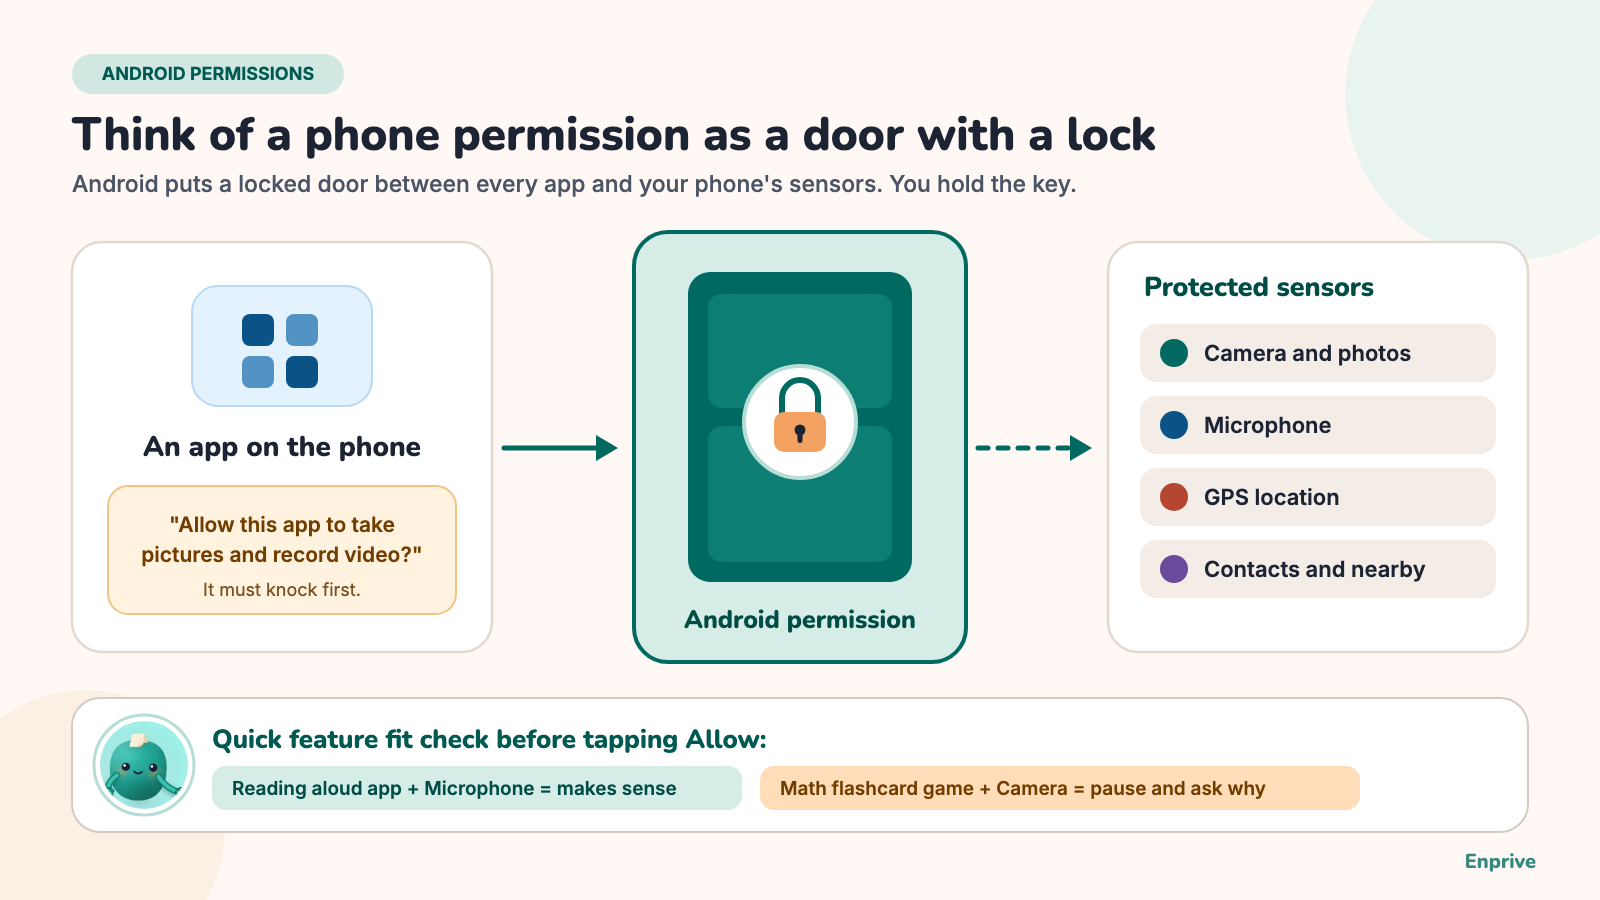 ANDROID PERMISSIONS
Think of a phone permission as a door with a lock
Android puts a locked door between every app and your phone's sensors. You hold the key.
An app on the phone
"Allow this app to take
pictures and record video?"
It must knock first.
Android permission
Protected sensors
Camera and photos
Microphone
GPS location
Contacts and nearby
Quick feature fit check before tapping Allow:
Reading aloud app + Microphone = makes sense
Math flashcard game + Camera = pause and ask why
Enprive